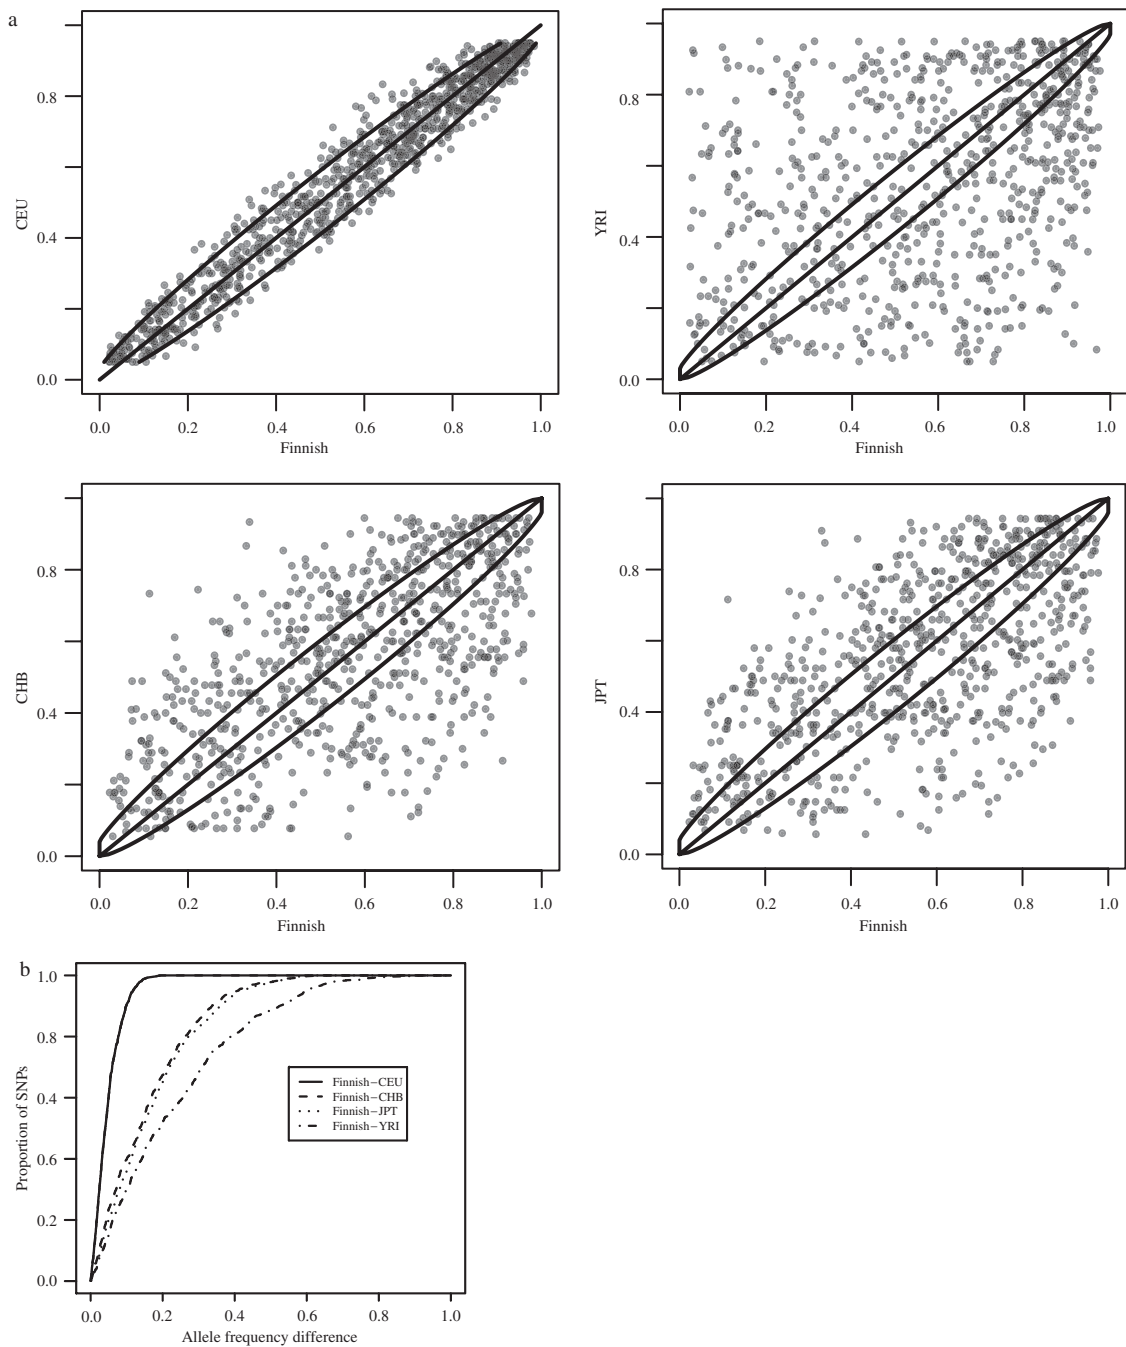 a
CEU
0.8
0.4
0.0
0.0 0.2 0.4 0.6 0.8 1.0
Finnish
YRI
0.8
0.4
0.0
0.0 0.2 0.4 0.6 0.8 1.0
Finnish
CHB
0.8
0.4
0.0
0.0 0.2 0.4 0.6 0.8 1.0
Finnish
JPT
0.8
0.4
0.0
0.0 0.2 0.4 0.6 0.8 1.0
Finnish
b
Proportion of SNPs
1.0
0.8
0.4
0.6
0.2
0.0
Finnish–CEU
Finnish–CHB
Finnish–JPT
Finnish–YRI
0.0 0.2 0.4 0.6 0.8 1.0
Allele frequency difference